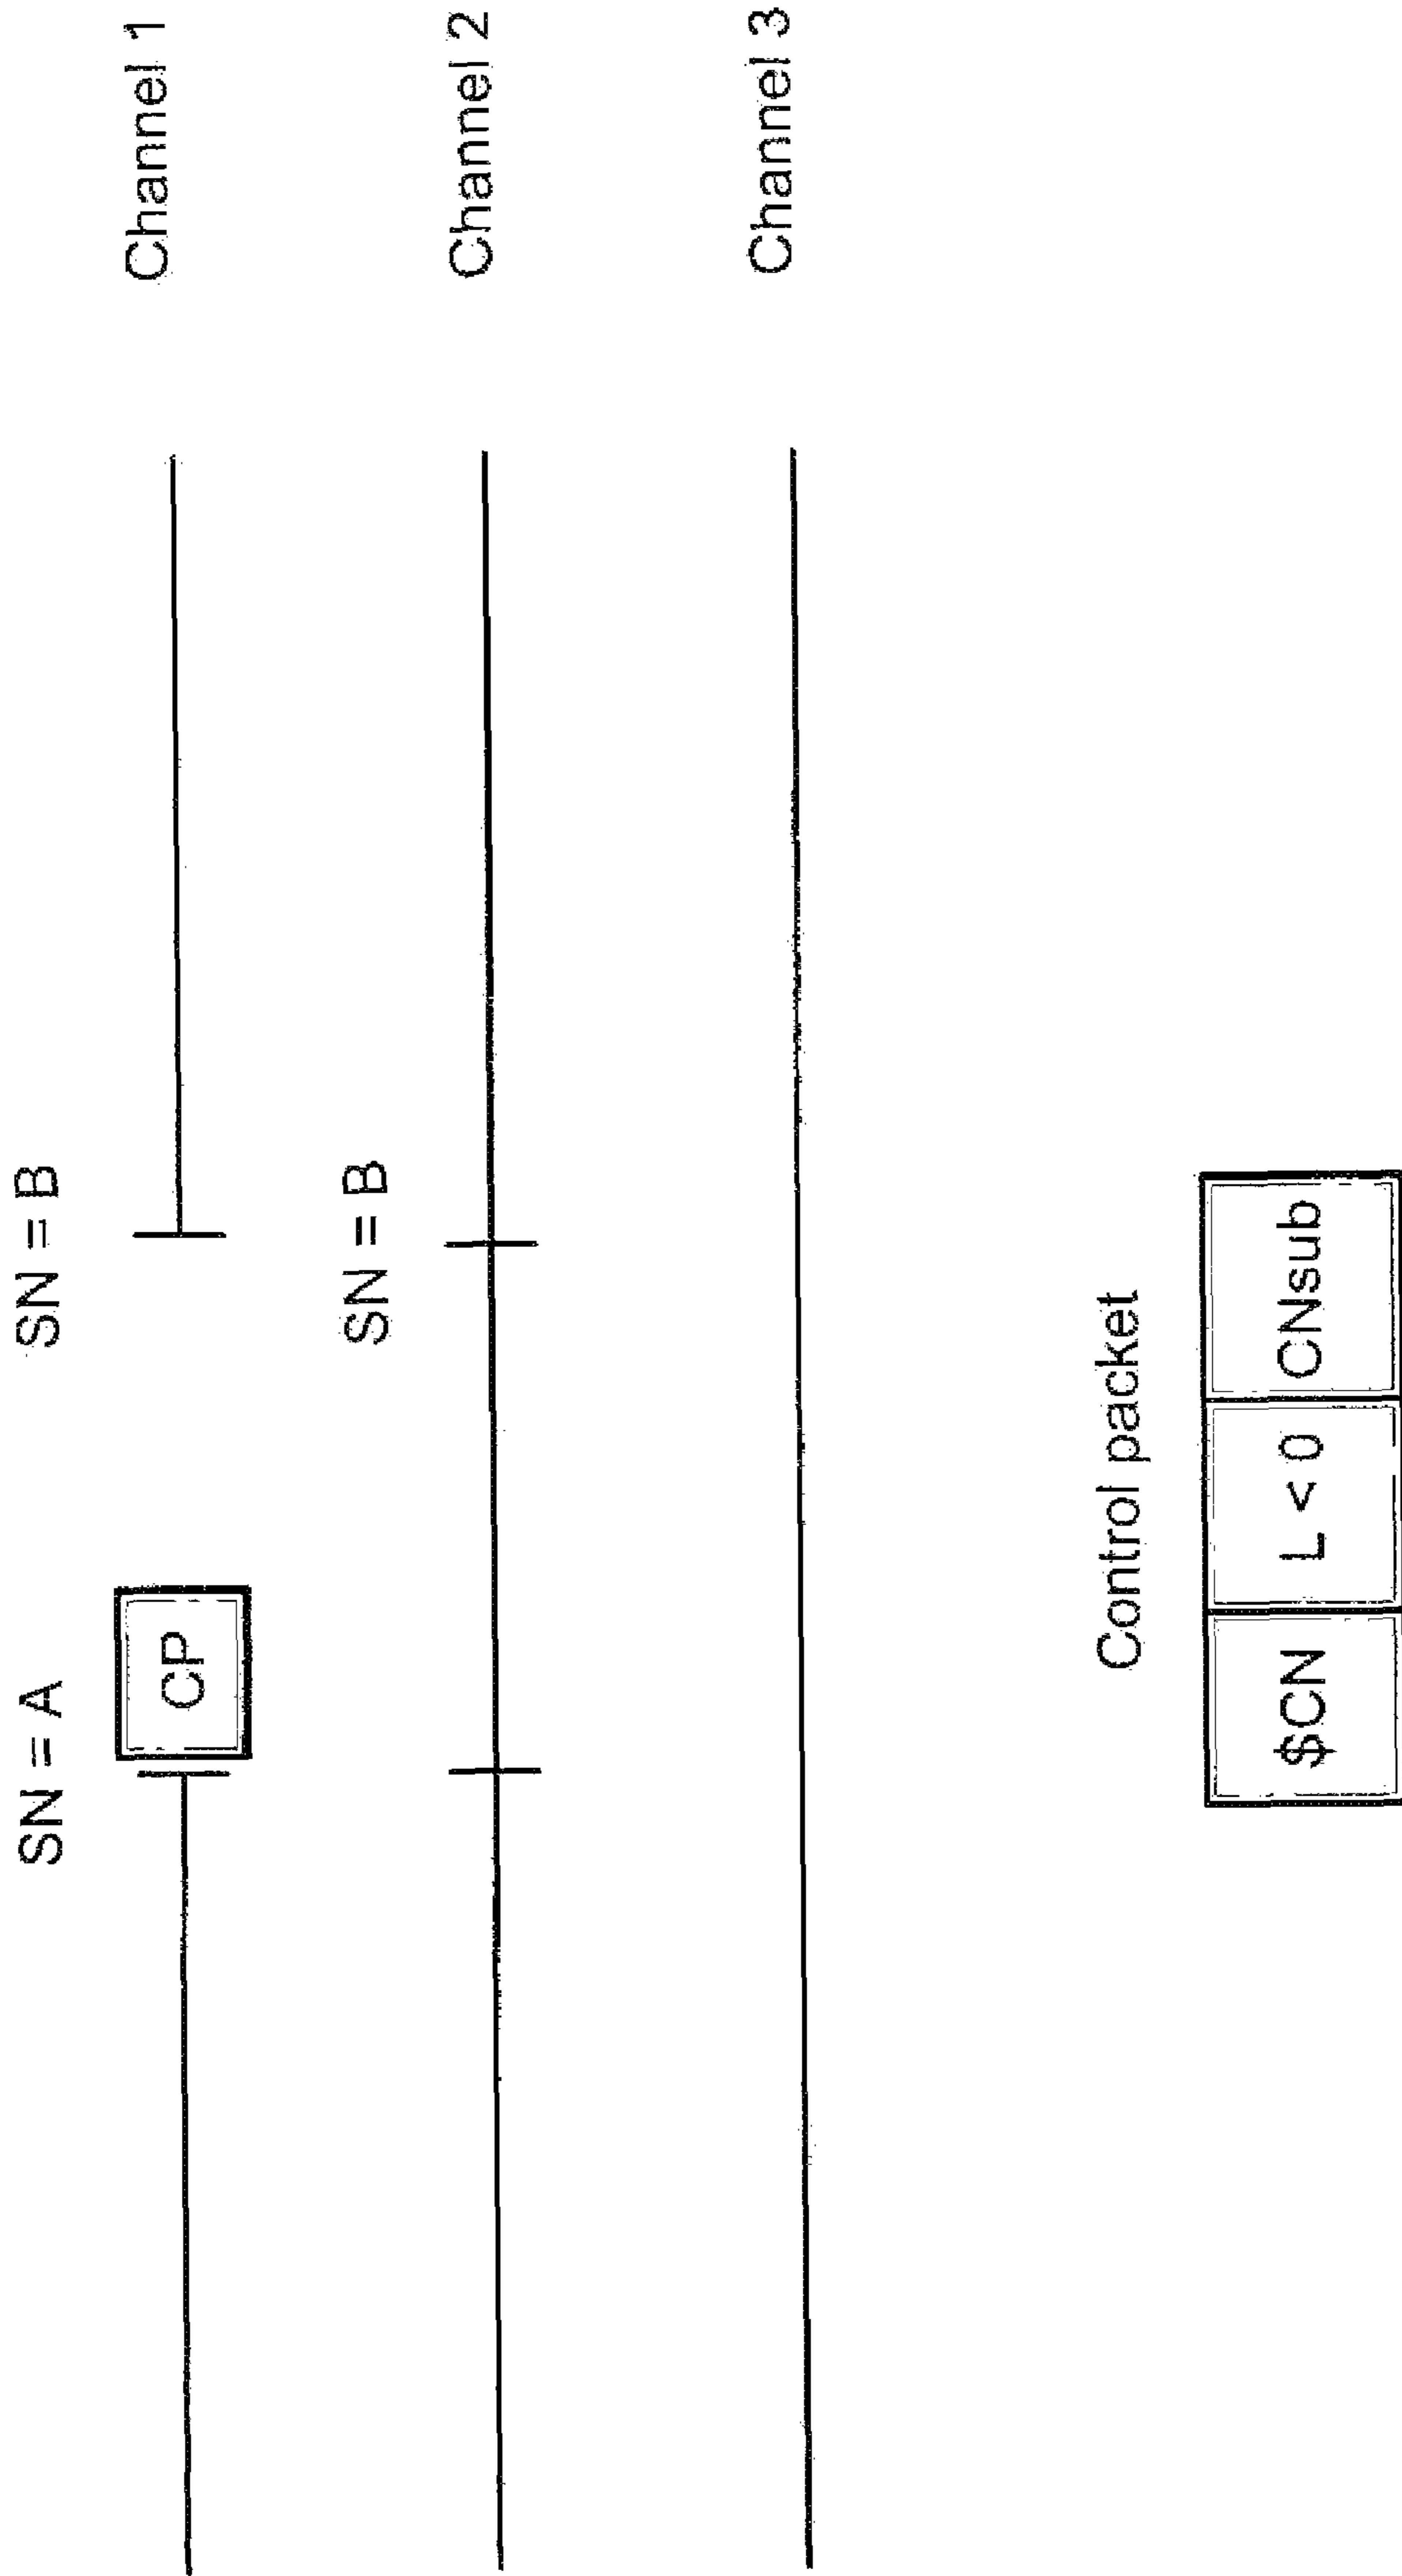 SN = A
SN = B
CP
Channel 1
SN = B
Channel 2
Channel 3
Control packet
$CN
L < 0
CNsub